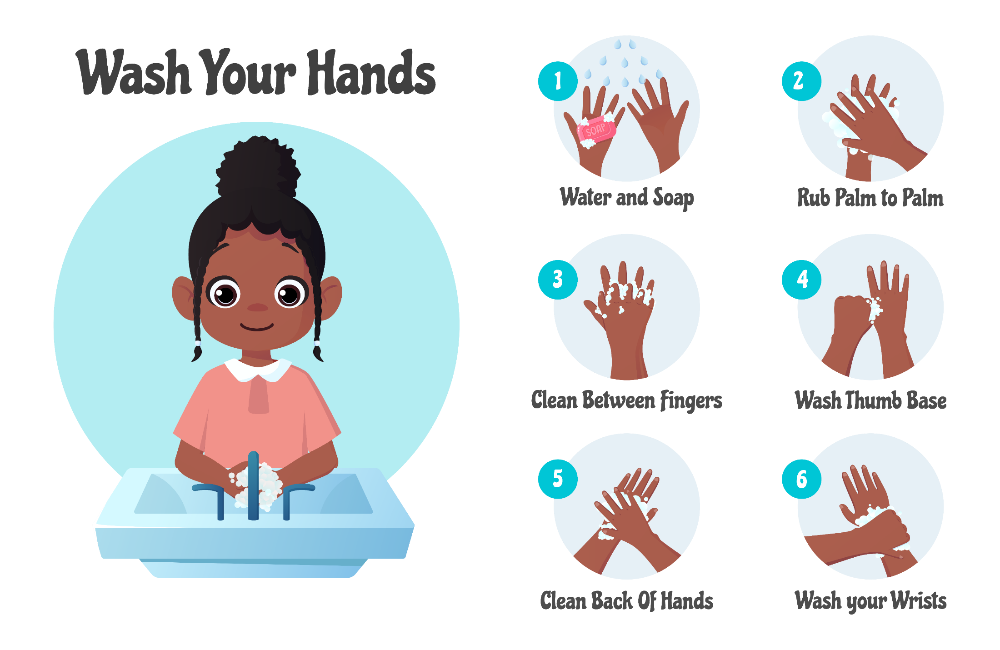 Wash Your Hands
1
SOAP
Water and Soap
2
Rub Palm to Palm
3
Clean Between Fingers
4
Wash Thumb Base
5
Clean Back Of Hands
6
Wash your Wrists